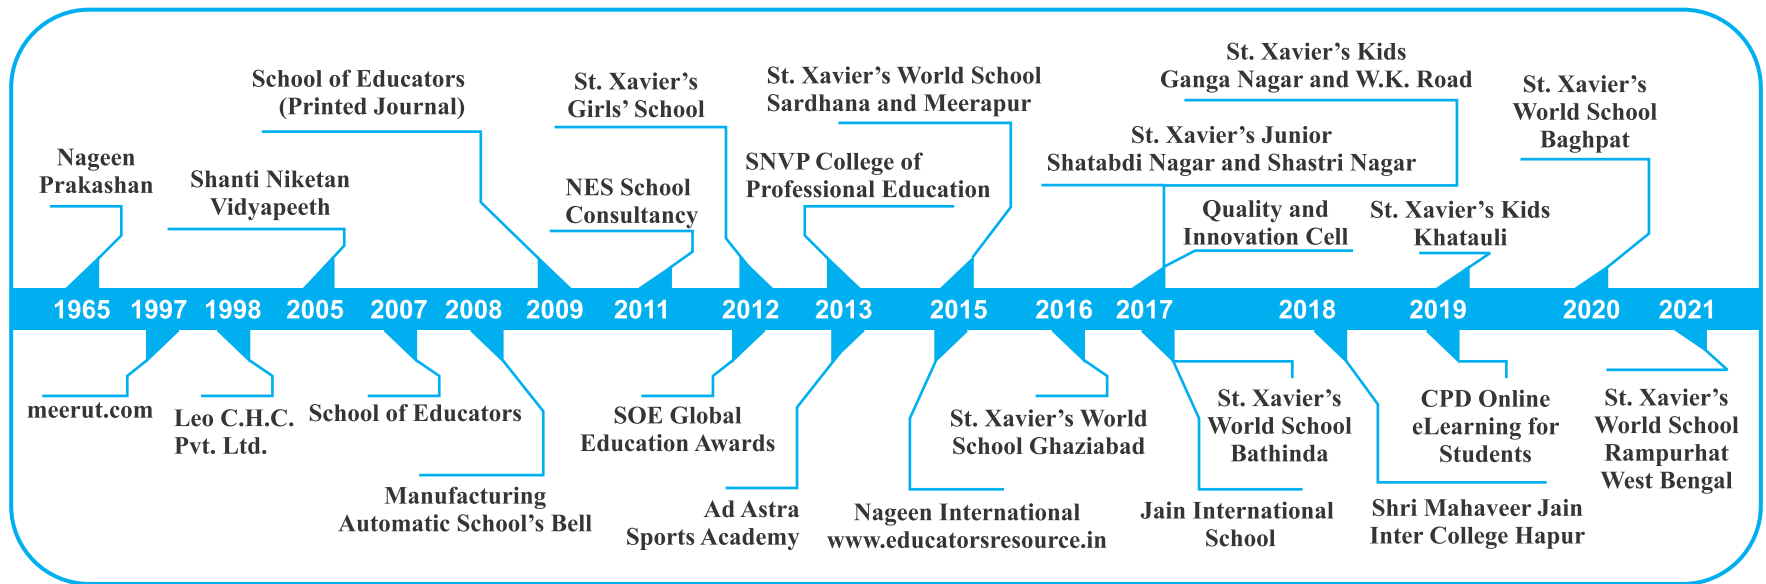 St. Xavier’s Kids
Ganga Nagar and W.K. Road
School of Educators
(Printed Journal)
St. Xavier’s
Girls’ School
St. Xavier’s World School
Sardhana and Meerapur
St. Xavier’s
World School
Baghpat
St. Xavier’s Junior
Shatabdi Nagar and Shastri Nagar
Nageen
Prakashan
Shanti Niketan
Vidyapeeth
NES School
Consultancy
SNVP College of
Professional Education
Quality and
Innovation Cell
St. Xavier’s Kids
Khatauli
1965 1997 1998 2005 2007 2008 2009 2011 2012 2013 2015 2016 2017 2018 2019 2020 2021
meerut.com
Leo C.H.C.
Pvt. Ltd.
School of Educators
Manufacturing
Automatic School’s Bell
SOE Global
Education Awards
Ad Astra
Sports Academy
Nageen International
www.educatorsresource.in
St. Xavier’s World
School Ghaziabad
St. Xavier’s
World School
Bathinda
Jain International
School
Shri Mahaveer Jain
Inter College Hapur
CPD Online
eLearning for
Students
St. Xavier’s
World School
Rampurhat
West Bengal